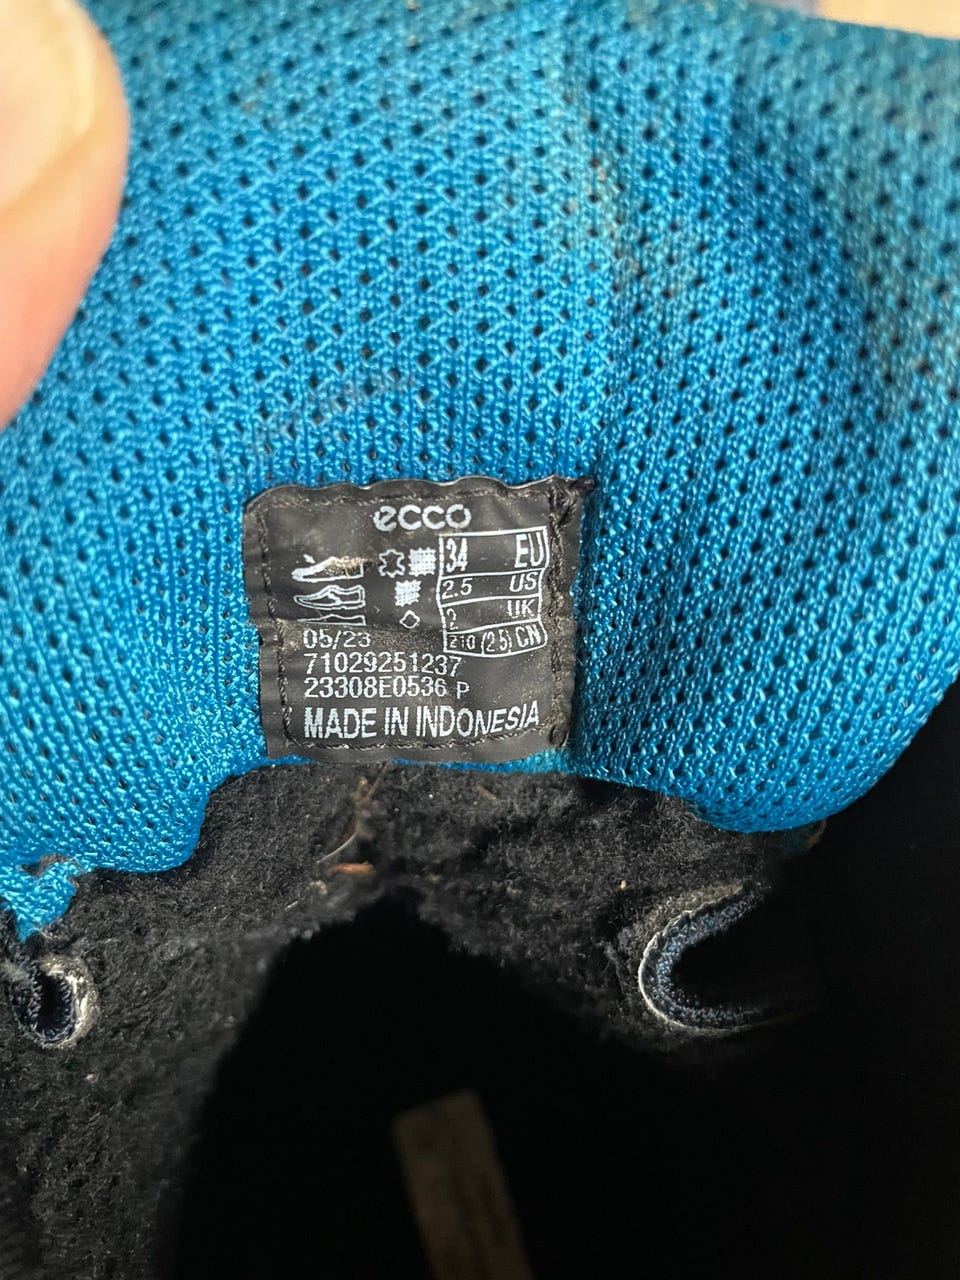 ecco
34 EU
2.5 US
2 UK
210 (2.5) CN
05/23
71029251237
23308E0536 P
MADE IN INDONESIA